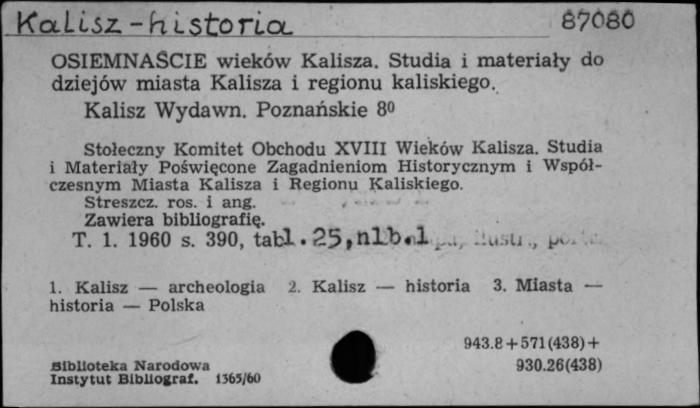 Kalisz - historia 87080
OSIEMNAŚCIE wieków Kalisza. Studia i materiały do
dziejów miasta Kalisza i regionu kaliskiego.
Kalisz Wydawn. Poznańskie 8⁰
Stołeczny Komitet Obchodu XVIII Wieków Kalisza. Studia
i Materiały Poświęcone Zagadnieniom Historycznym i Współ-
czesnym Miasta Kalisza i Regionu Kaliskiego.
Streszcz. ros. i ang.
Zawiera bibliografię.
T. 1. 1960 s. 390, tabl. 25, nlb. 1
1. Kalisz — archeologia 2. Kalisz — historia 3. Miasta —
historia — Polska
943.8 + 571(438) +
Biblioteka Narodowa 930.26(438)
Instytut Bibliograf. 1365/60